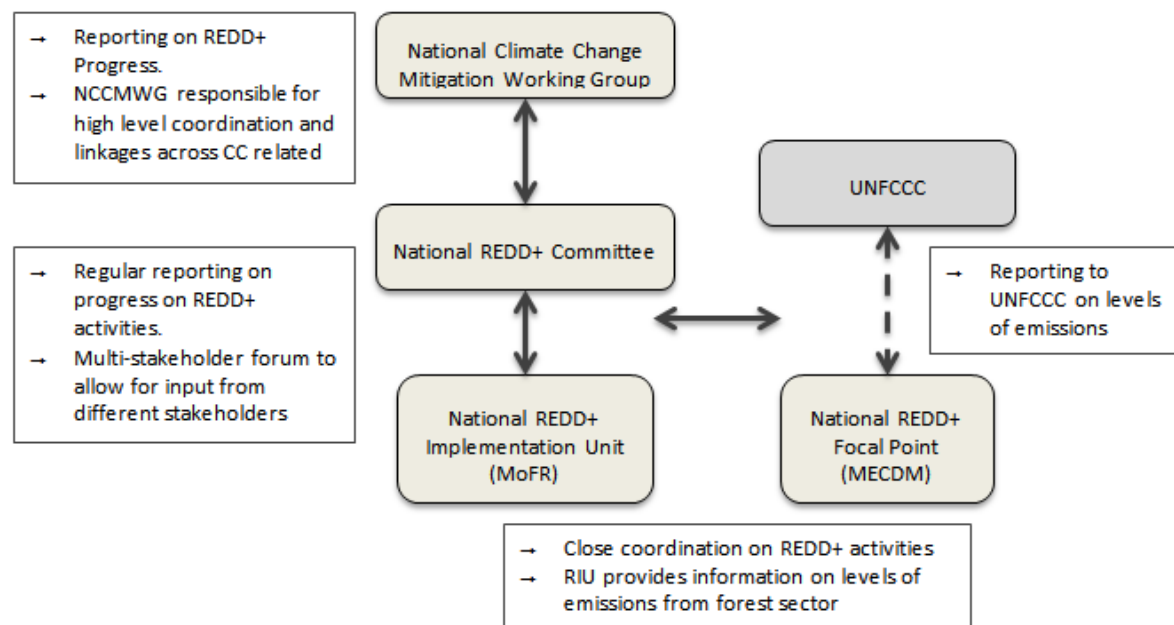 → Reporting on REDD+
Progress.
→ NCCMWG responsible for
high level coordination and
linkages across CC related
National Climate Change
Mitigation Working Group
UNFCCC
National REDD+ Committee
→ Regular reporting on
progress on REDD+
activities.
→ Multi-stakeholder forum to
allow for input from
different stakeholders
→ Reporting to
UNFCCC on levels
of emissions
National REDD+
Implementation Unit
(MoFR)
National REDD+
Focal Point
(MECDM)
→ Close coordination on REDD+ activities
→ RIU provides information on levels of
emissions from forest sector